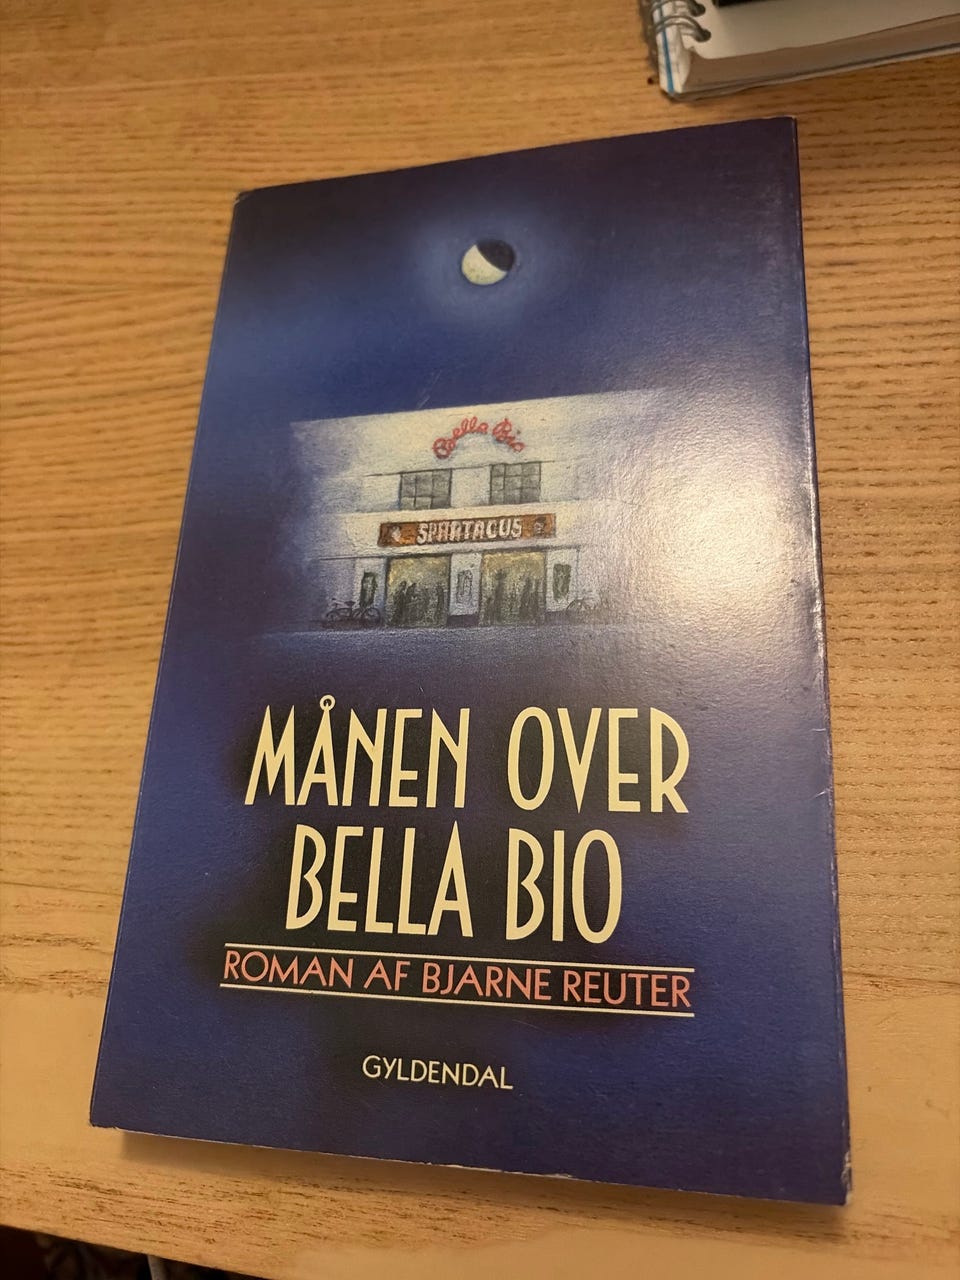 Bella Bio
SPARTACUS
MÅNEN OVER
BELLA BIO
ROMAN AF BJARNE REUTER
GYLDENDAL